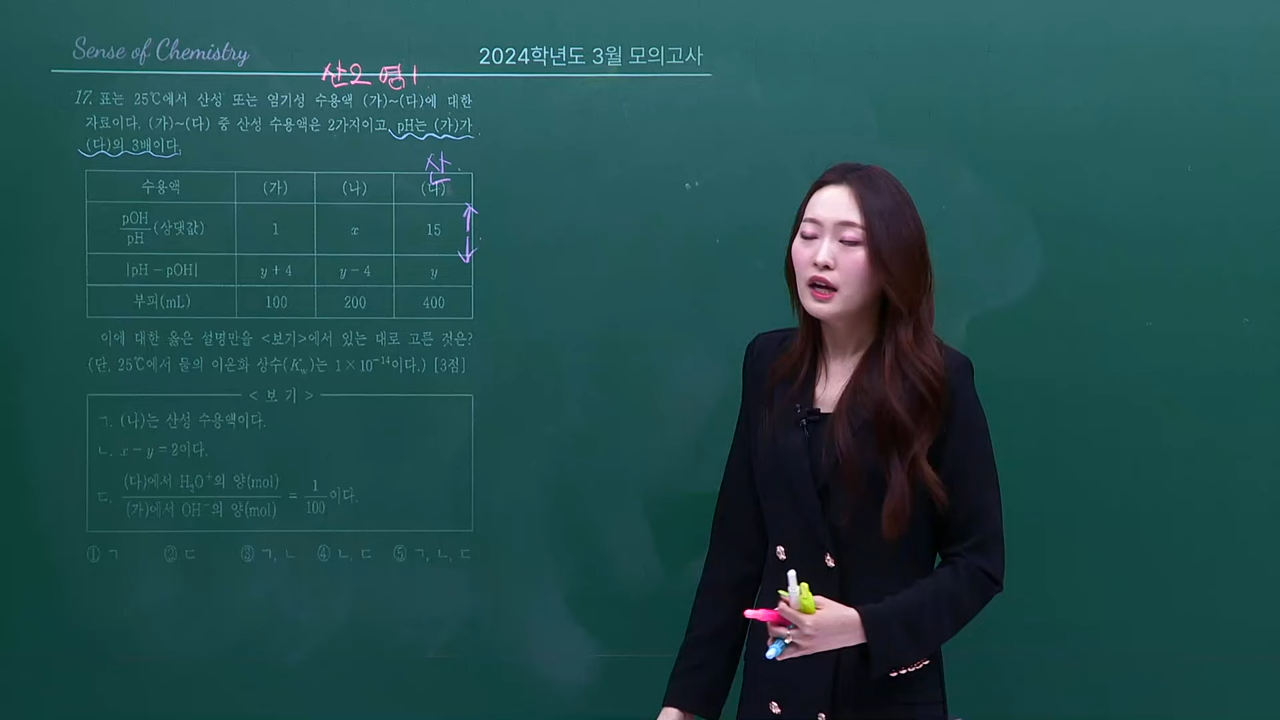 Sense of Chemistry
2024학년도 3월 모의고사
산2 염1
17. 표는 25℃에서 산성 또는 염기성 수용액 (가)~(다)에 대한
자료이다. (가)~(다) 중 산성 수용액은 2가지이고, pH는 (가)가
(다)의 3배이다.
산
수용액 (가) (나) (다)
pOH/pH (상댓값) 1 x 15
|pH − pOH| y+4 y−4 y
부피(mL) 100 200 400
이에 대한 옳은 설명만을 <보기>에서 있는 대로 고른 것은?
(단, 25℃에서 물의 이온화 상수(Kw)는 1×10⁻¹⁴이다.) [3점]
< 보 기 >
ㄱ. (나)는 산성 수용액이다.
ㄴ. x − y = 2이다.
ㄷ. (다)에서 H₃O⁺의 양(mol) / (가)에서 OH⁻의 양(mol) = 1/100 이다.
① ㄱ ② ㄷ ③ ㄱ, ㄴ ④ ㄴ, ㄷ ⑤ ㄱ, ㄴ, ㄷ